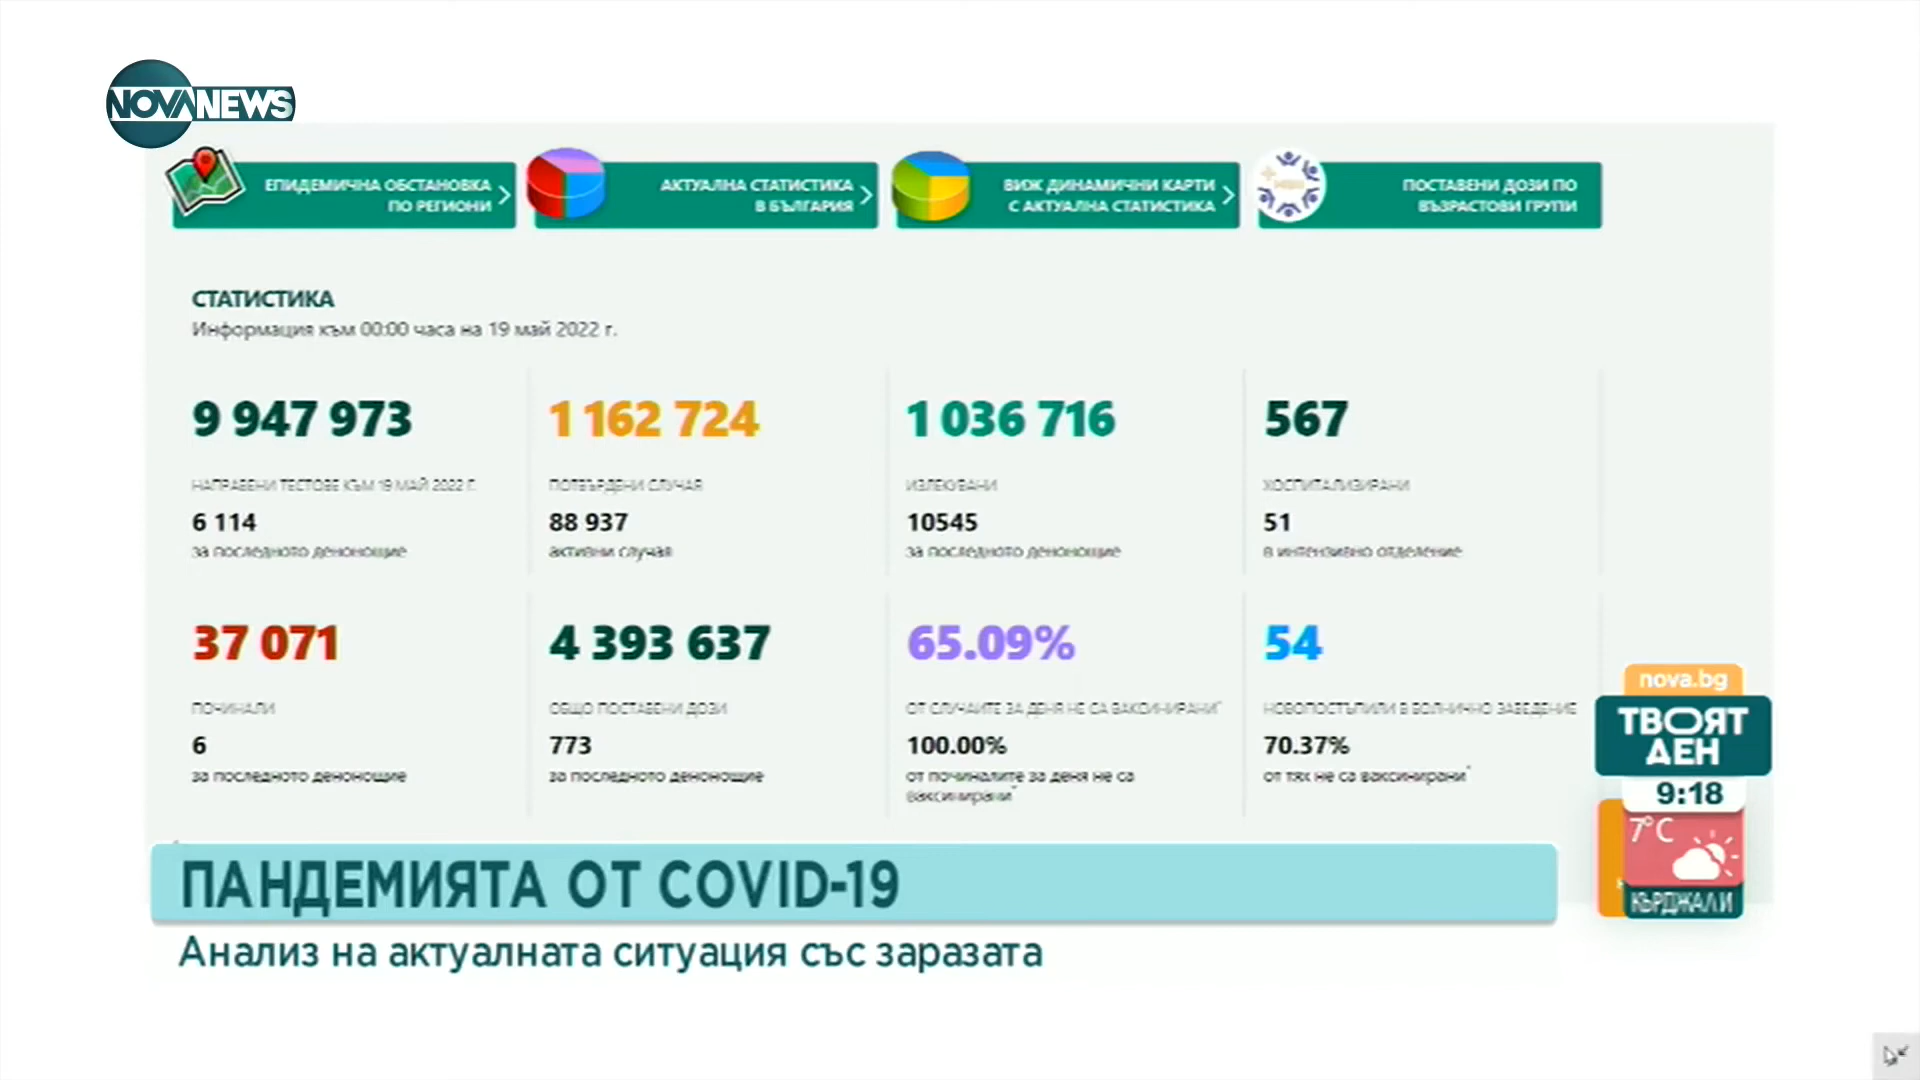 NOVANEWS
ЕПИДЕМИЧНА ОБСТАНОВКА
ПО РЕГИОНИ
АКТУАЛНА СТАТИСТИКА
В БЪЛГАРИЯ
ВИЖ ДИНАМИЧНИ КАРТИ
С АКТУАЛНА СТАТИСТИКА
ПОСТАВЕНИ ДОЗИ ПО
ВЪЗРАСТОВИ ГРУПИ
СТАТИСТИКА
Информация към 00:00 часа на 19 май 2022 г.
9 947 973
НАПРАВЕНИ ТЕСТОВЕ КЪМ 19 МАЙ 2022 Г.
6 114
за последното денонощие
1 162 724
ПОТВЪРДЕНИ СЛУЧАЯ
88 937
активни случая
1 036 716
ИЗЛЕКУВАНИ
10545
за последното денонощие
567
ХОСПИТАЛИЗИРАНИ
51
в интензивно отделение
37 071
ПОЧИНАЛИ
6
за последното денонощие
4 393 637
ОБЩО ПОСТАВЕНИ ДОЗИ
773
за последното денонощие
65.09%
ОТ СЛУЧАИТЕ ЗА ДЕНЯ НЕ СА ВАКСИНИРАНИ*
100.00%
от починалите за деня не са
ваксинирани*
54
НОВОПОСТЪПИЛИ В БОЛНИЧНО ЗАВЕДЕНИЕ
70.37%
от тях не са ваксинирани*
nova.bg
ТВОЯТ
ДЕН
9:18
7°C
КЪРДЖАЛИ
ПАНДЕМИЯТА ОТ COVID-19
Анализ на актуалната ситуация със заразата